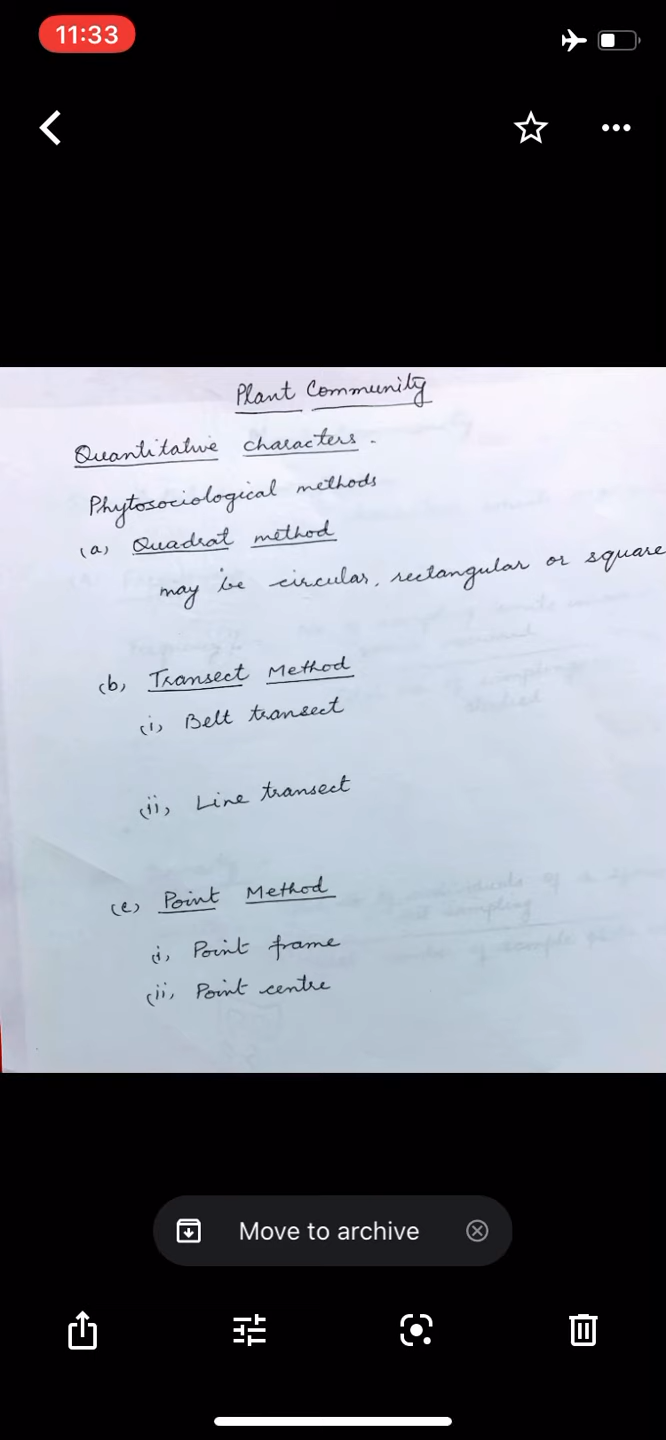 11:33
Plant Community
Quantitative characters.
Phytosociological methods
(a) Quadrat method
may be circular, rectangular or square
(b) Transect Method
(i) Belt transect
(ii) Line transect
(c) Point Method
(i) Point frame
(ii) Point centre
Move to archive